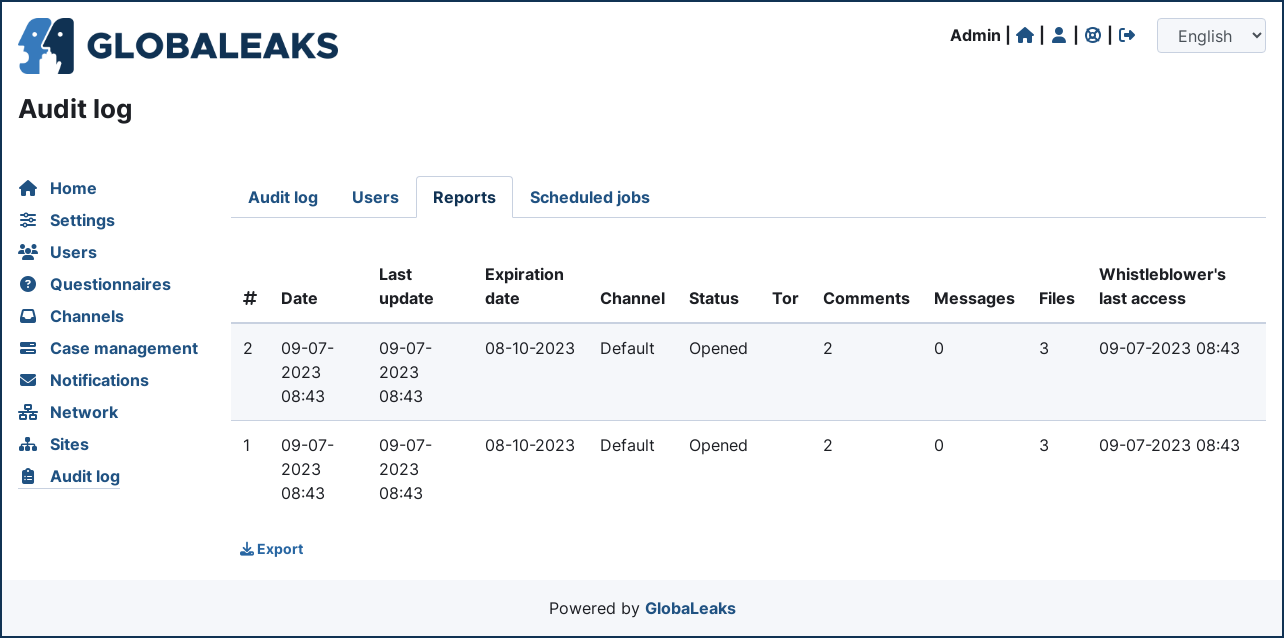 GLOBALEAKS
Admin | | | |
English
Audit log
Home
Settings
Users
Questionnaires
Channels
Case management
Notifications
Network
Sites
Audit log
Audit log Users Reports Scheduled jobs
# Date Last update Expiration date Channel Status Tor Comments Messages Files Whistleblower's last access
2 09-07-2023 08:43 09-07-2023 08:43 08-10-2023 Default Opened 2 0 3 09-07-2023 08:43
1 09-07-2023 08:43 09-07-2023 08:43 08-10-2023 Default Opened 2 0 3 09-07-2023 08:43
Export
Powered by GlobaLeaks